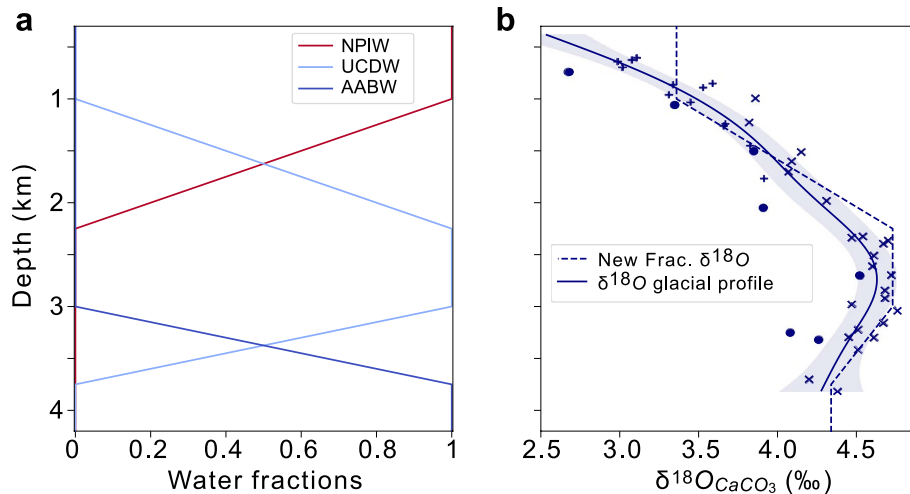 a
b
NPIW
UCDW
AABW
Depth (km)
1
2
3
4
0
0.2
0.4
0.6
0.8
1
Water fractions
New Frac. δ¹⁸O
δ¹⁸O glacial profile
2.5
3.0
3.5
4.0
4.5
δ¹⁸O_CaCO₃ (‰)